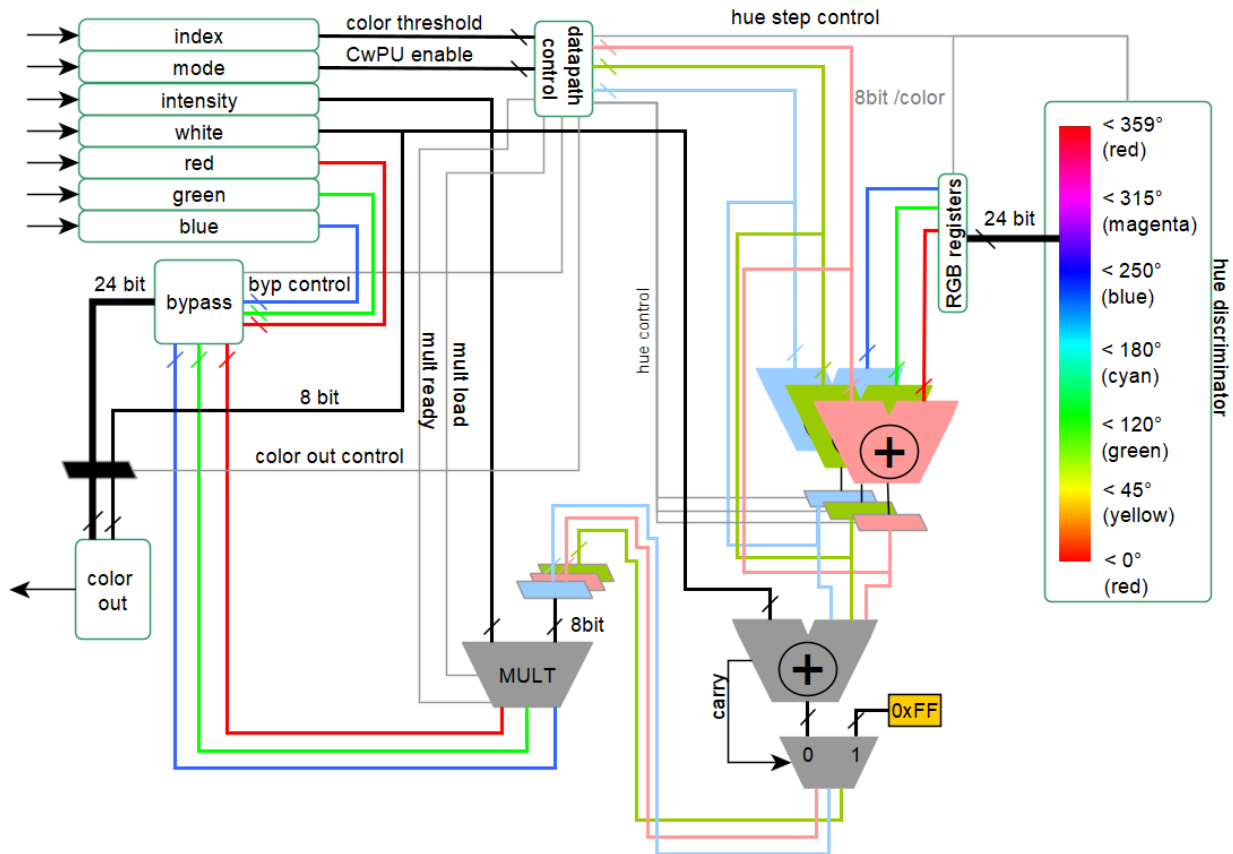 index
mode
intensity
white
red
green
blue
color threshold
CwPU enable
datapath
control
hue step control
8bit /color
RGB registers
24 bit
< 359°
(red)
< 315°
(magenta)
< 250°
(blue)
< 180°
(cyan)
< 120°
(green)
< 45°
(yellow)
< 0°
(red)
hue discriminator
24 bit
bypass
byp control
mult ready
mult load
hue control
8 bit
color out control
color
out
8bit
MULT
+
+
carry
0xFF
0
1